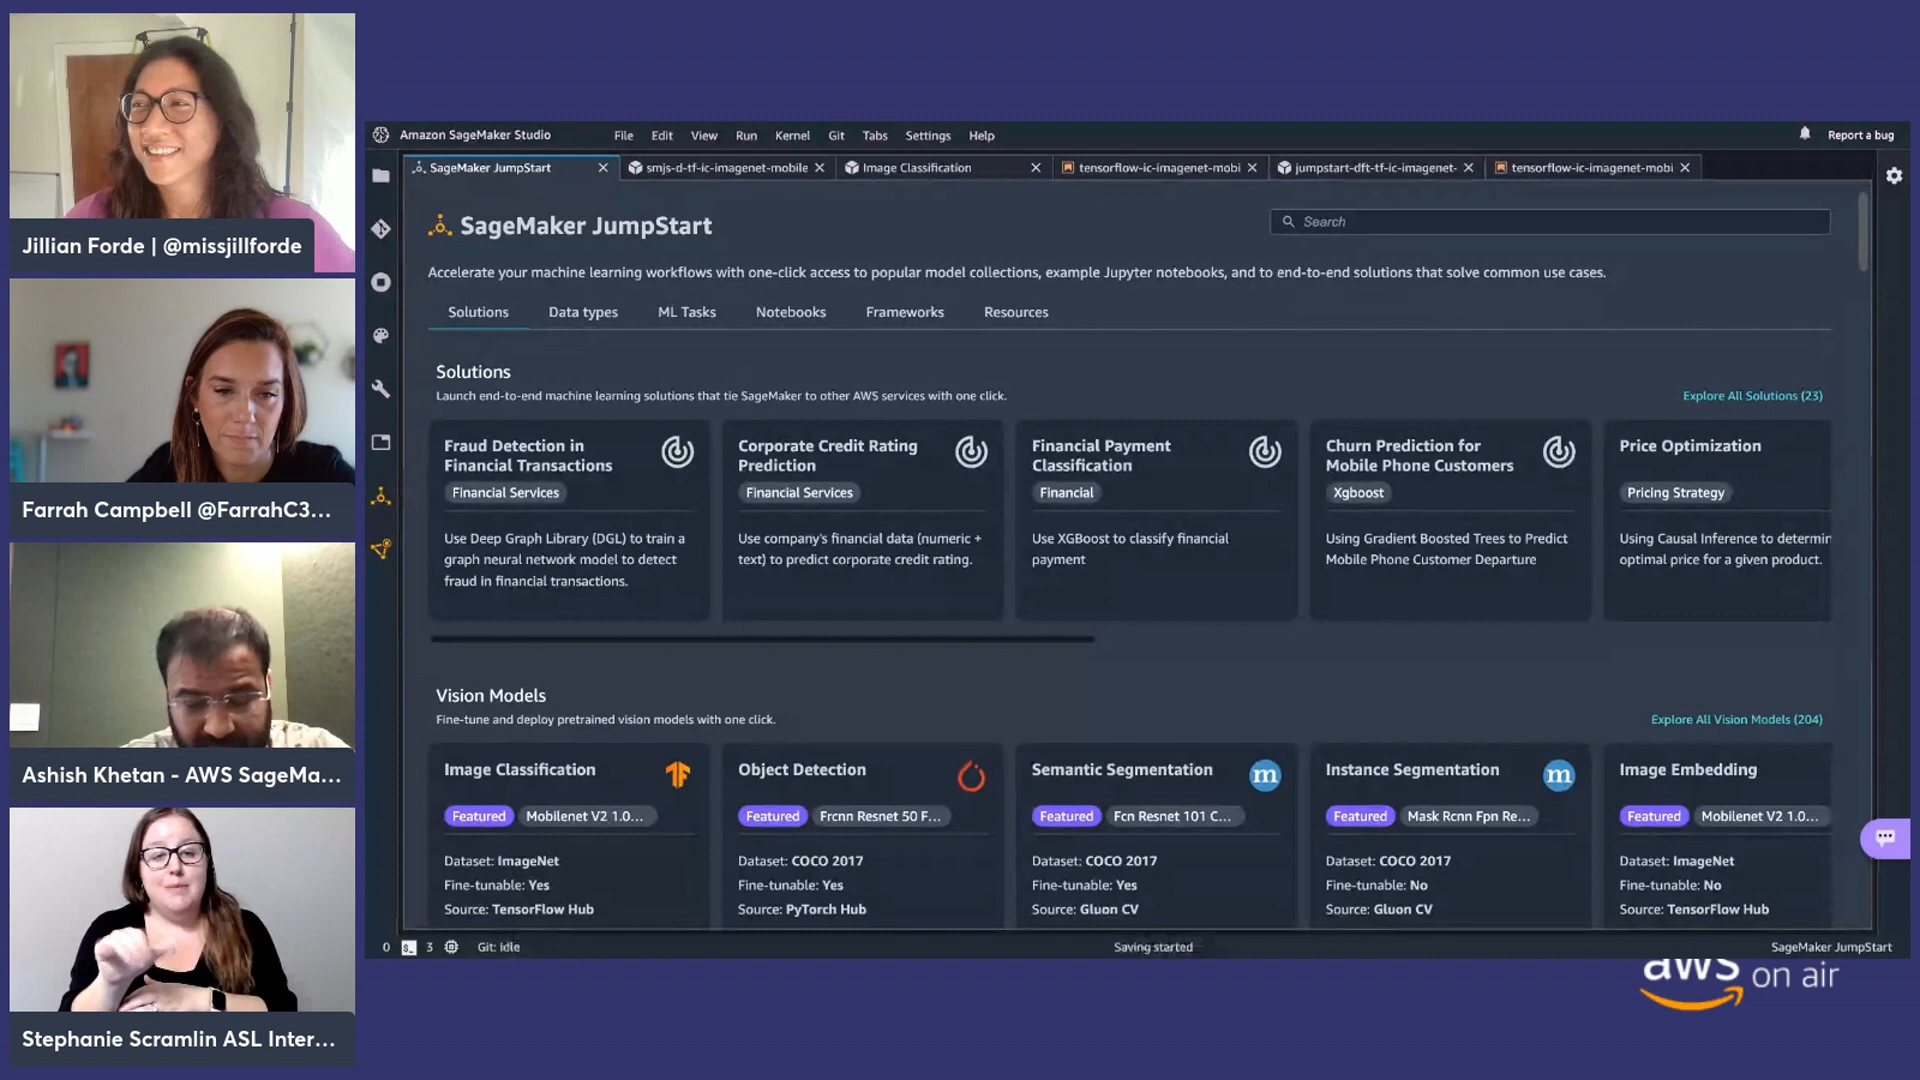 Jillian Forde | @missjillforde
Farrah Campbell @FarrahC3...
Ashish Khetan - AWS SageMa...
Stephanie Scramlin ASL Inter...
Amazon SageMaker Studio
File Edit View Run Kernel Git Tabs Settings Help
Report a bug
SageMaker JumpStart
smjs-d-tf-ic-imagenet-mobile
Image Classification
tensorflow-ic-imagenet-mobi
jumpstart-dft-tf-ic-imagenet-
tensorflow-ic-imagenet-mobi
SageMaker JumpStart
Search
Accelerate your machine learning workflows with one-click access to popular model collections, example Jupyter notebooks, and to end-to-end solutions that solve common use cases.
Solutions Data types ML Tasks Notebooks Frameworks Resources
Solutions
Launch end-to-end machine learning solutions that tie SageMaker to other AWS services with one click.
Explore All Solutions (23)
Fraud Detection in
Financial Transactions
Financial Services
Use Deep Graph Library (DGL) to train a
graph neural network model to detect
fraud in financial transactions.
Corporate Credit Rating
Prediction
Financial Services
Use company's financial data (numeric +
text) to predict corporate credit rating.
Financial Payment
Classification
Financial
Use XGBoost to classify financial
payment
Churn Prediction for
Mobile Phone Customers
Xgboost
Using Gradient Boosted Trees to Predict
Mobile Phone Customer Departure
Price Optimization
Pricing Strategy
Using Causal Inference to determin
optimal price for a given product.
Vision Models
Fine-tune and deploy pretrained vision models with one click.
Explore All Vision Models (204)
Image Classification
Featured Mobilenet V2 1.0...
Dataset: ImageNet
Fine-tunable: Yes
Source: TensorFlow Hub
Object Detection
Featured Frcnn Resnet 50 F...
Dataset: COCO 2017
Fine-tunable: Yes
Source: PyTorch Hub
Semantic Segmentation
m
Featured Fcn Resnet 101 C...
Dataset: COCO 2017
Fine-tunable: Yes
Source: Gluon CV
Instance Segmentation
m
Featured Mask Rcnn Fpn Re...
Dataset: COCO 2017
Fine-tunable: No
Source: Gluon CV
Image Embedding
Featured Mobilenet V2 1.0...
Dataset: ImageNet
Fine-tunable: No
Source: TensorFlow Hub
0 3 Git: idle
Saving started
SageMaker JumpStart
aws on air